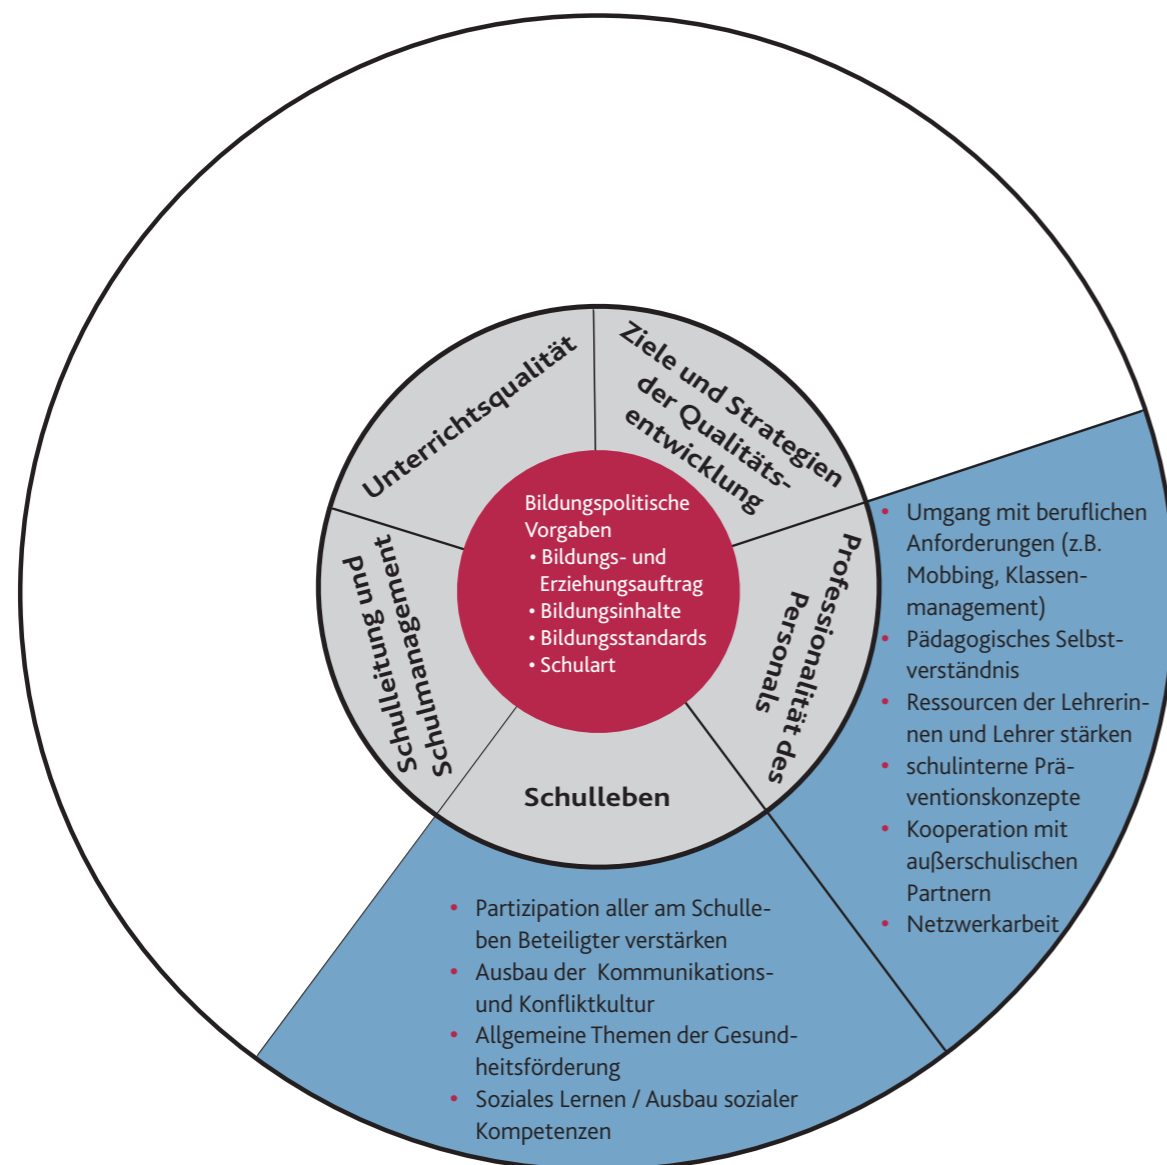 Unterrichtsqualität
Ziele und Strategien
der Qualitäts-
entwicklung
Bildungspolitische
Vorgaben
• Bildungs- und
Erziehungsauftrag
• Bildungsinhalte
• Bildungsstandards
• Schulart
Schulleitung und
Schulmanagement
Professionalität des
Personals
Schulleben
• Umgang mit beruflichen
Anforderungen (z.B.
Mobbing, Klassen-
management)
• Pädagogisches Selbst-
verständnis
• Ressourcen der Lehrerin-
nen und Lehrer stärken
• schulinterne Prä-
ventionskonzepte
• Kooperation mit
außerschulischen
Partnern
• Netzwerkarbeit
• Partizipation aller am Schulle-
ben Beteiligter verstärken
• Ausbau der Kommunikations-
und Konfliktkultur
• Allgemeine Themen der Gesund-
heitsförderung
• Soziales Lernen / Ausbau sozialer
Kompetenzen